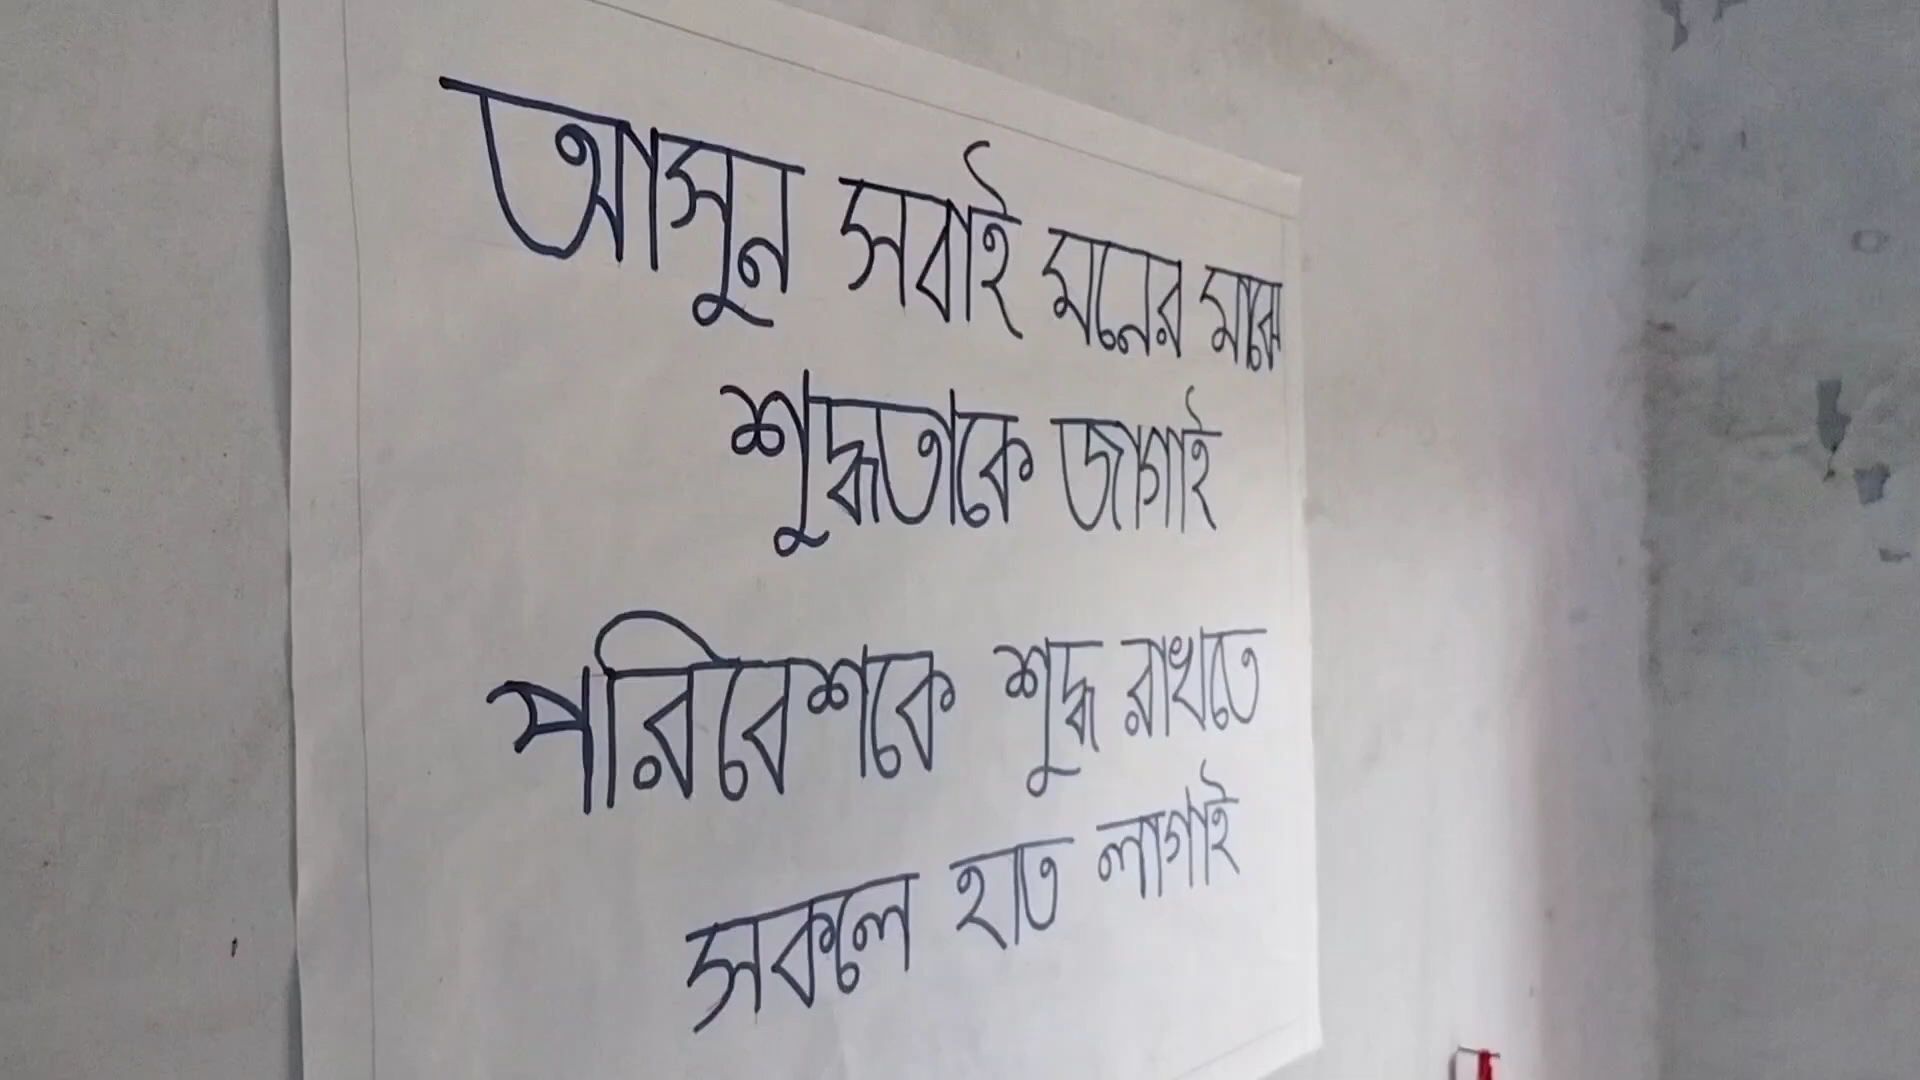 আসুন সবাই মনের মাঝে
শুদ্ধতাকে জাগাই
পরিবেশকে শুদ্ধ রাখতে
সকলে হাত লাগাই